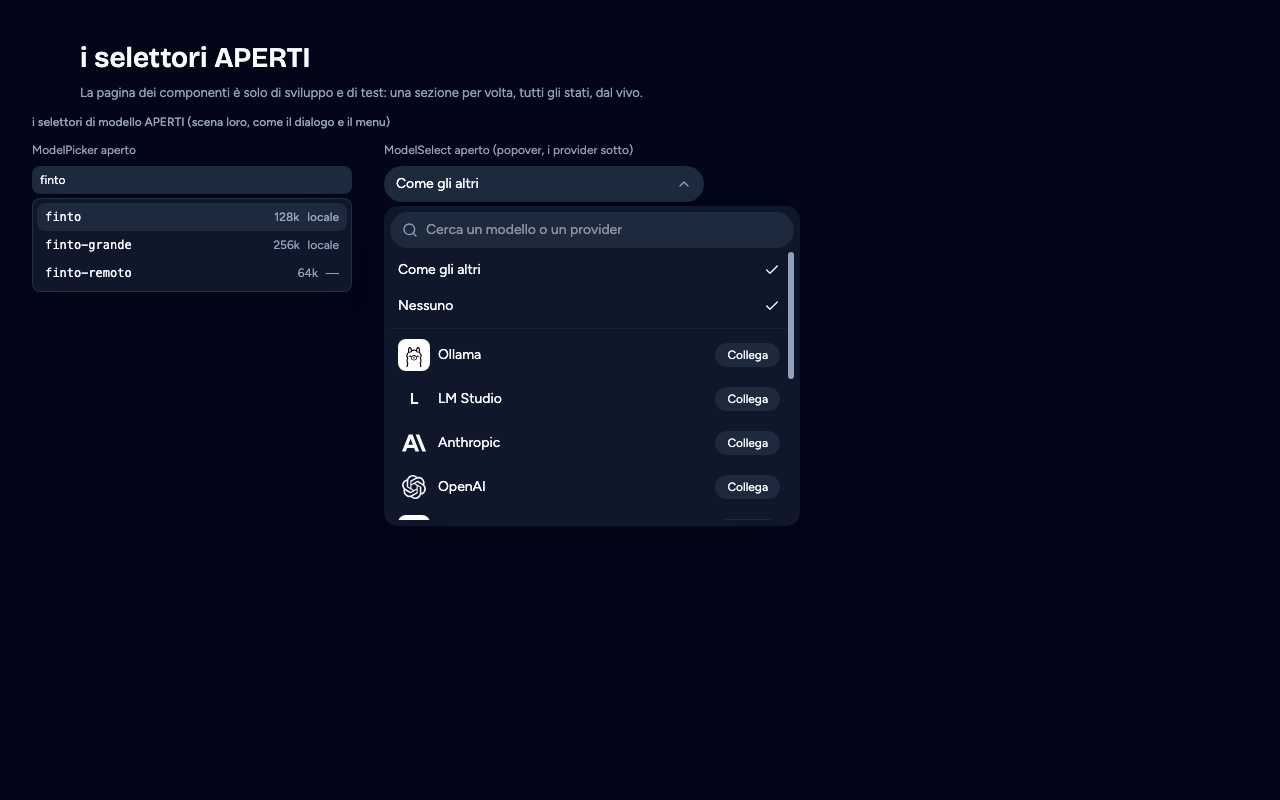 i selettori APERTI
La pagina dei componenti è solo di sviluppo e di test: una sezione per volta, tutti gli stati, dal vivo.
i selettori di modello APERTI (scena loro, come il dialogo e il menu)
ModelPicker aperto
finto
finto 128k locale
finto-grande 256k locale
finto-remoto 64k —
ModelSelect aperto (popover, i provider sotto)
Come gli altri
Cerca un modello o un provider
Come gli altri
Nessuno
Ollama Collega
L LM Studio Collega
Anthropic Collega
OpenAI Collega